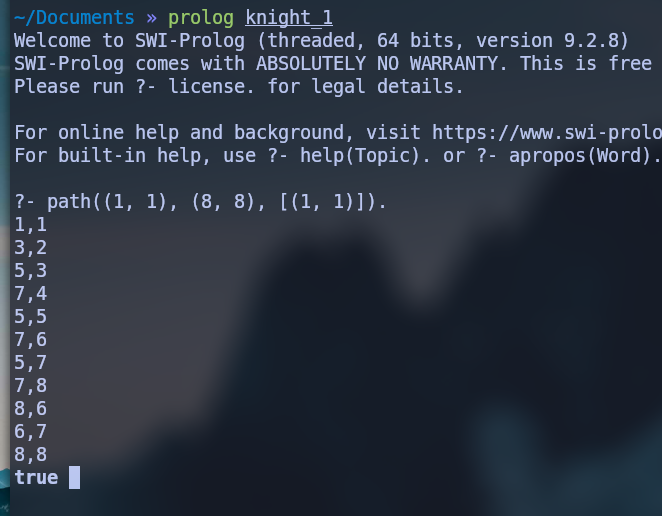 ~/Documents » prolog knight_1
Welcome to SWI-Prolog (threaded, 64 bits, version 9.2.8)
SWI-Prolog comes with ABSOLUTELY NO WARRANTY. This is free
Please run ?- license. for legal details.
For online help and background, visit https://www.swi-prolo
For built-in help, use ?- help(Topic). or ?- apropos(Word).
?- path((1, 1), (8, 8), [(1, 1)]).
1,1
3,2
5,3
7,4
5,5
7,6
5,7
7,8
8,6
6,7
8,8
true